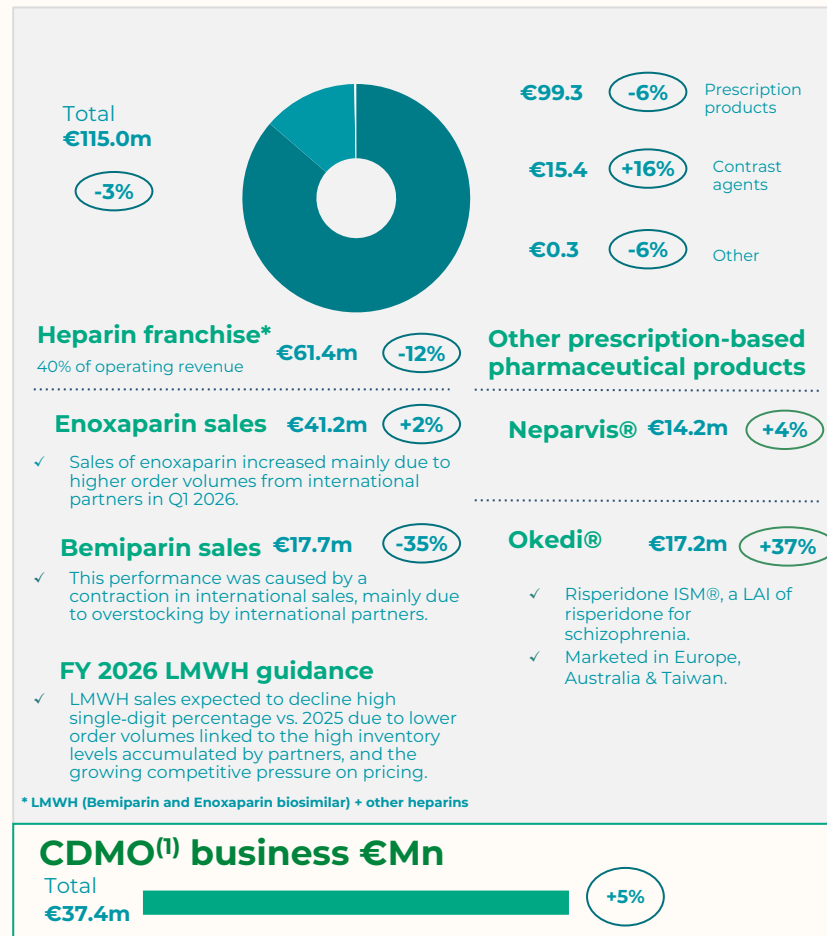 Total
€115.0m
-3%
€99.3 -6% Prescription
products
€15.4 +16% Contrast
agents
€0.3 -6% Other
Heparin franchise* €61.4m -12%
40% of operating revenue
Enoxaparin sales €41.2m +2%
✓ Sales of enoxaparin increased mainly due to
higher order volumes from international
partners in Q1 2026.
Bemiparin sales €17.7m -35%
✓ This performance was caused by a
contraction in international sales, mainly due
to overstocking by international partners.
FY 2026 LMWH guidance
✓ LMWH sales expected to decline high
single-digit percentage vs. 2025 due to lower
order volumes linked to the high inventory
levels accumulated by partners, and the
growing competitive pressure on pricing.
* LMWH (Bemiparin and Enoxaparin biosimilar) + other heparins
Other prescription-based
pharmaceutical products
Neparvis® €14.2m +4%
Okedi® €17.2m +37%
✓ Risperidone ISM®, a LAI of
risperidone for
schizophrenia.
✓ Marketed in Europe,
Australia & Taiwan.
CDMO(1) business €Mn
Total
€37.4m +5%